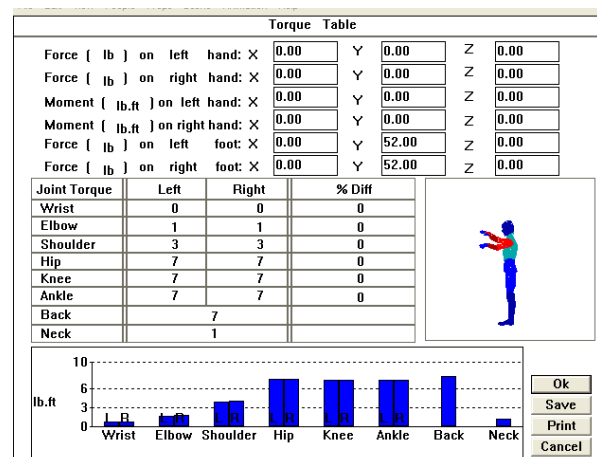 Torque Table
Force ( lb ) on left hand: X 0.00 Y 0.00 Z 0.00
Force ( lb ) on right hand: X 0.00 Y 0.00 Z 0.00
Moment ( lb.ft ) on left hand: X 0.00 Y 0.00 Z 0.00
Moment ( lb.ft ) on right hand: X 0.00 Y 0.00 Z 0.00
Force ( lb ) on left foot: X 0.00 Y 52.00 Z 0.00
Force ( lb ) on right foot: X 0.00 Y 52.00 Z 0.00
Joint Torque Left Right % Diff
Wrist 0 0 0
Elbow 1 1 0
Shoulder 3 3 0
Hip 7 7 0
Knee 7 7 0
Ankle 7 7 0
Back 7
Neck 1
10
6
lb.ft
3
0
L R L R L R L R L R L R
Wrist Elbow Shoulder Hip Knee Ankle Back Neck
Ok
Save
Print
Cancel